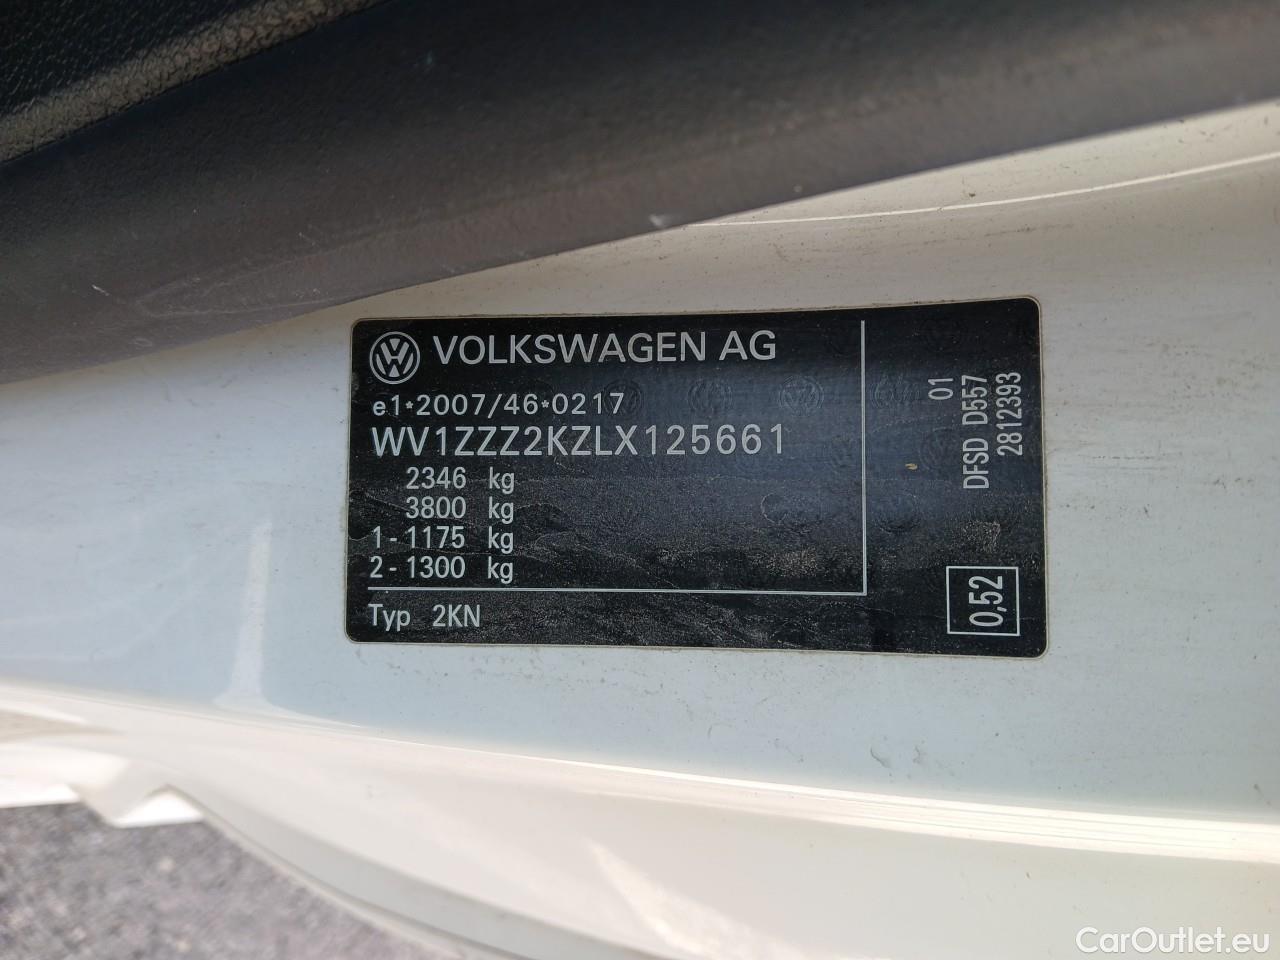 VOLKSWAGEN AG
e1*2007/46*0217
WV1ZZZ2KZLX125661
2346 kg
3800 kg
1 - 1175 kg
2 - 1300 kg
Typ 2KN
01
DFSD D557
2812393
0,52
CarOutlet.eu